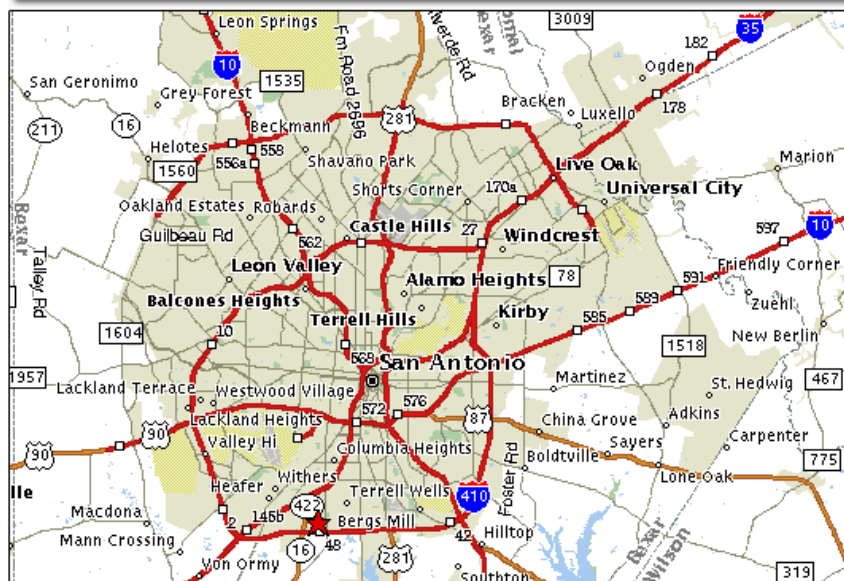 Leon Springs
Fm Road 2696
3009
35
182
Ogden
10
1535
178
San Geronimo
Grey Forest
Bracken
Luxello
281
211
16
Beckmann
Helotes
558
556a
Shavano Park
Live Oak
Marion
1560
Shorts Corner
170a
Universal City
Bexar
Oakland Estates
Robards
Castle Hills
27
597
10
Guilbeau Rd
562
Windcrest
Talley Rd
Leon Valley
Alamo Heights
78
591
Friendly Corner
Balcones Heights
589
Zuehl
Terrell Hills
Kirby
585
1604
10
New Berlin
568
San Antonio
1518
1957
Lackland Terrace
Westwood Village
Martinez
St. Hedwig
467
Lackland Heights
572
576
87
China Grove
Adkins
90
90
Valley Hi
Columbia Heights
Sayers
Carpenter
Foster Rd
Boldtville
775
Lone Oak
lle
Heafer
Withers
Terrell Wells
410
Macdona
2
145b
422
Bergs Mill
Mann Crossing
48
42
Hilltop
16
281
Bexar
Wilson
Von Ormy
Southton
319